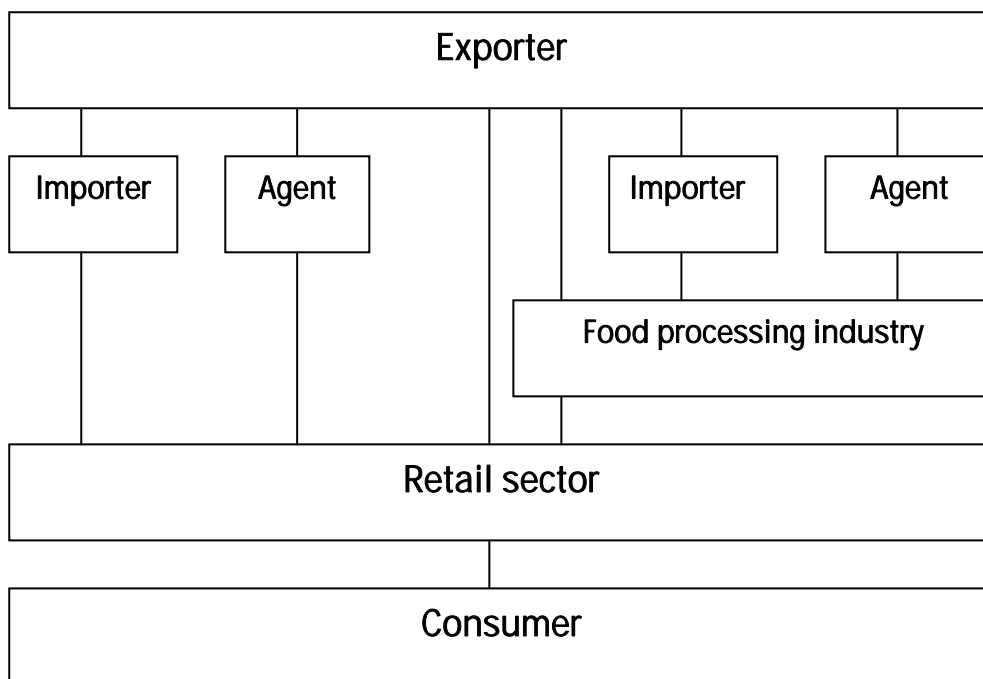 Exporter
Importer
Agent
Importer
Agent
Food processing industry
Retail sector
Consumer